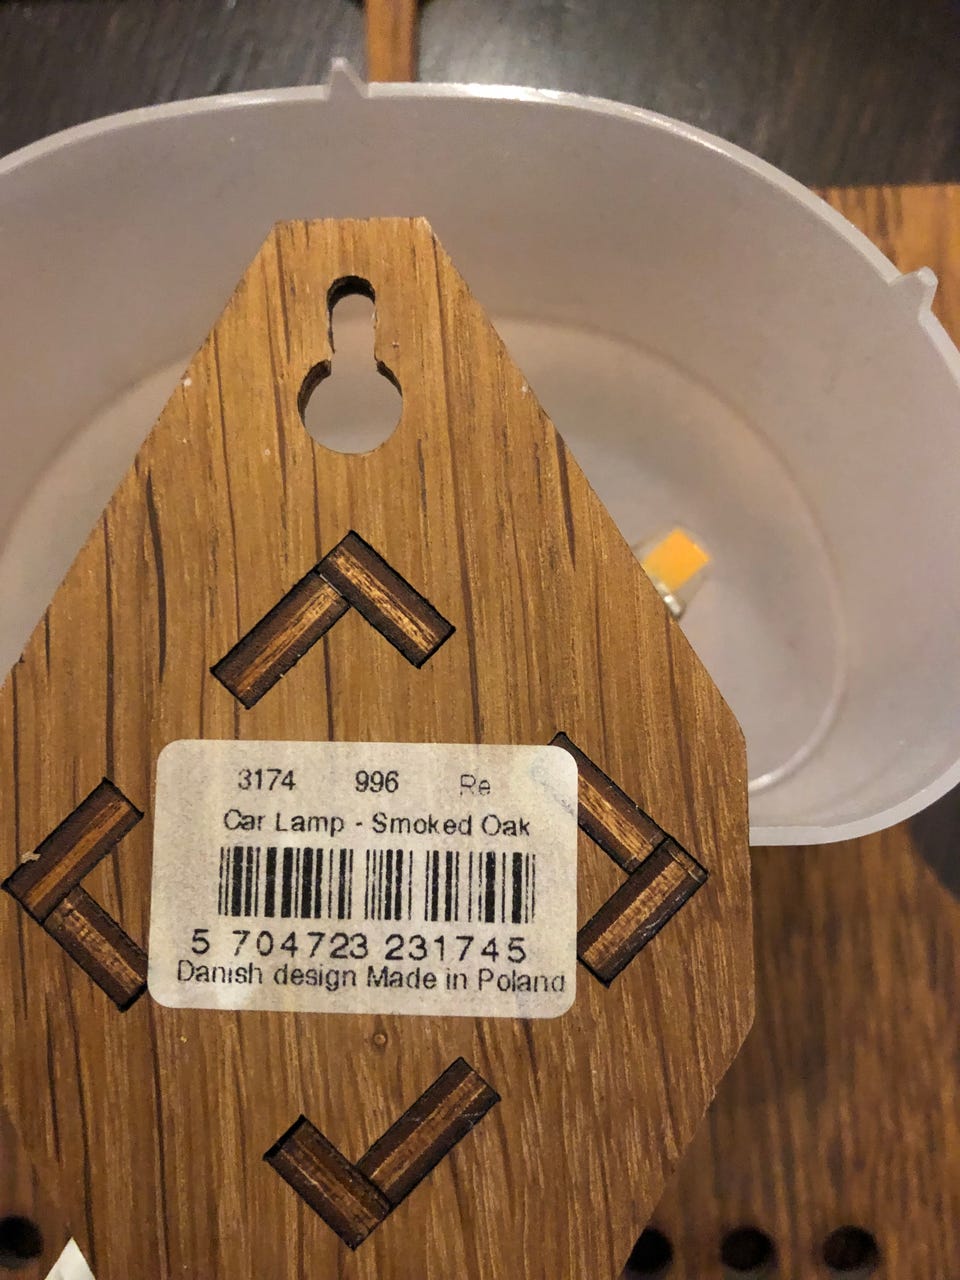 3174 996 Re
Car Lamp - Smoked Oak
5 704723 231745
Danish design Made in Poland